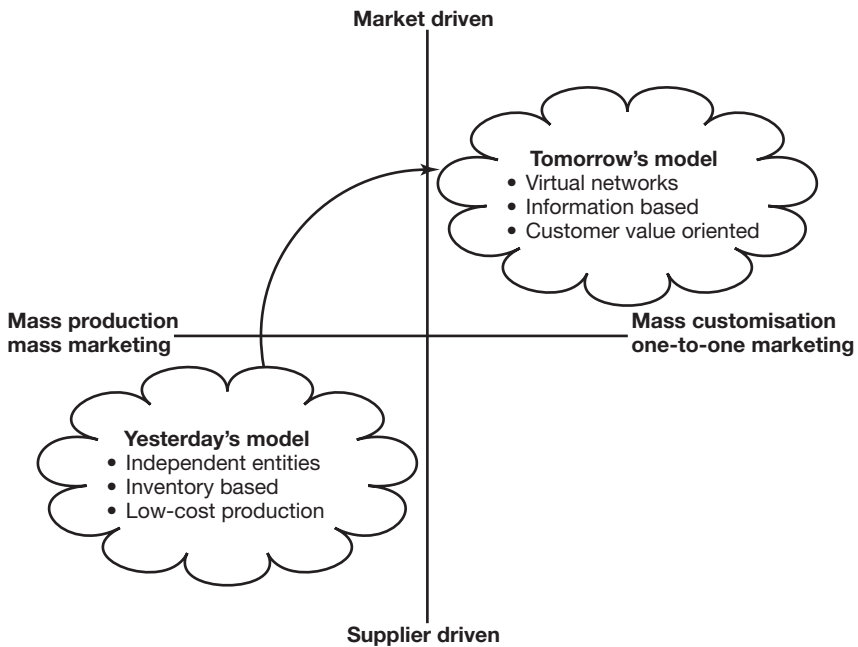 Market driven
Tomorrow’s model
• Virtual networks
• Information based
• Customer value oriented
Mass production
mass marketing
Mass customisation
one-to-one marketing
Yesterday’s model
• Independent entities
• Inventory based
• Low-cost production
Supplier driven